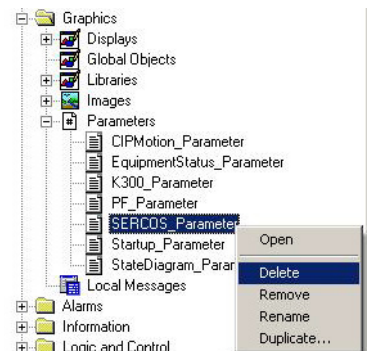 Graphics
Displays
Global Objects
Libraries
Images
Parameters
CIPMotion_Parameter
EquipmentStatus_Parameter
K300_Parameter
PF_Parameter
SERCOS_Parameter
Open
Startup_Parameter
StateDiagram_Param
Delete
Local Messages
Remove
Alarms
Rename
Information
Duplicate...
Logic and Control